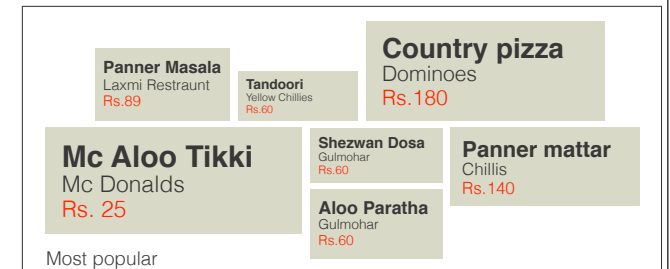 Panner Masala
Laxmi Restraunt
Rs.89
Tandoori
Yellow Chillies
Rs.60
Country pizza
Dominoes
Rs.180
Mc Aloo Tikki
Mc Donalds
Rs. 25
Shezwan Dosa
Gulmohar
Rs.60
Aloo Paratha
Gulmohar
Rs.60
Panner mattar
Chillis
Rs.140
Most popular